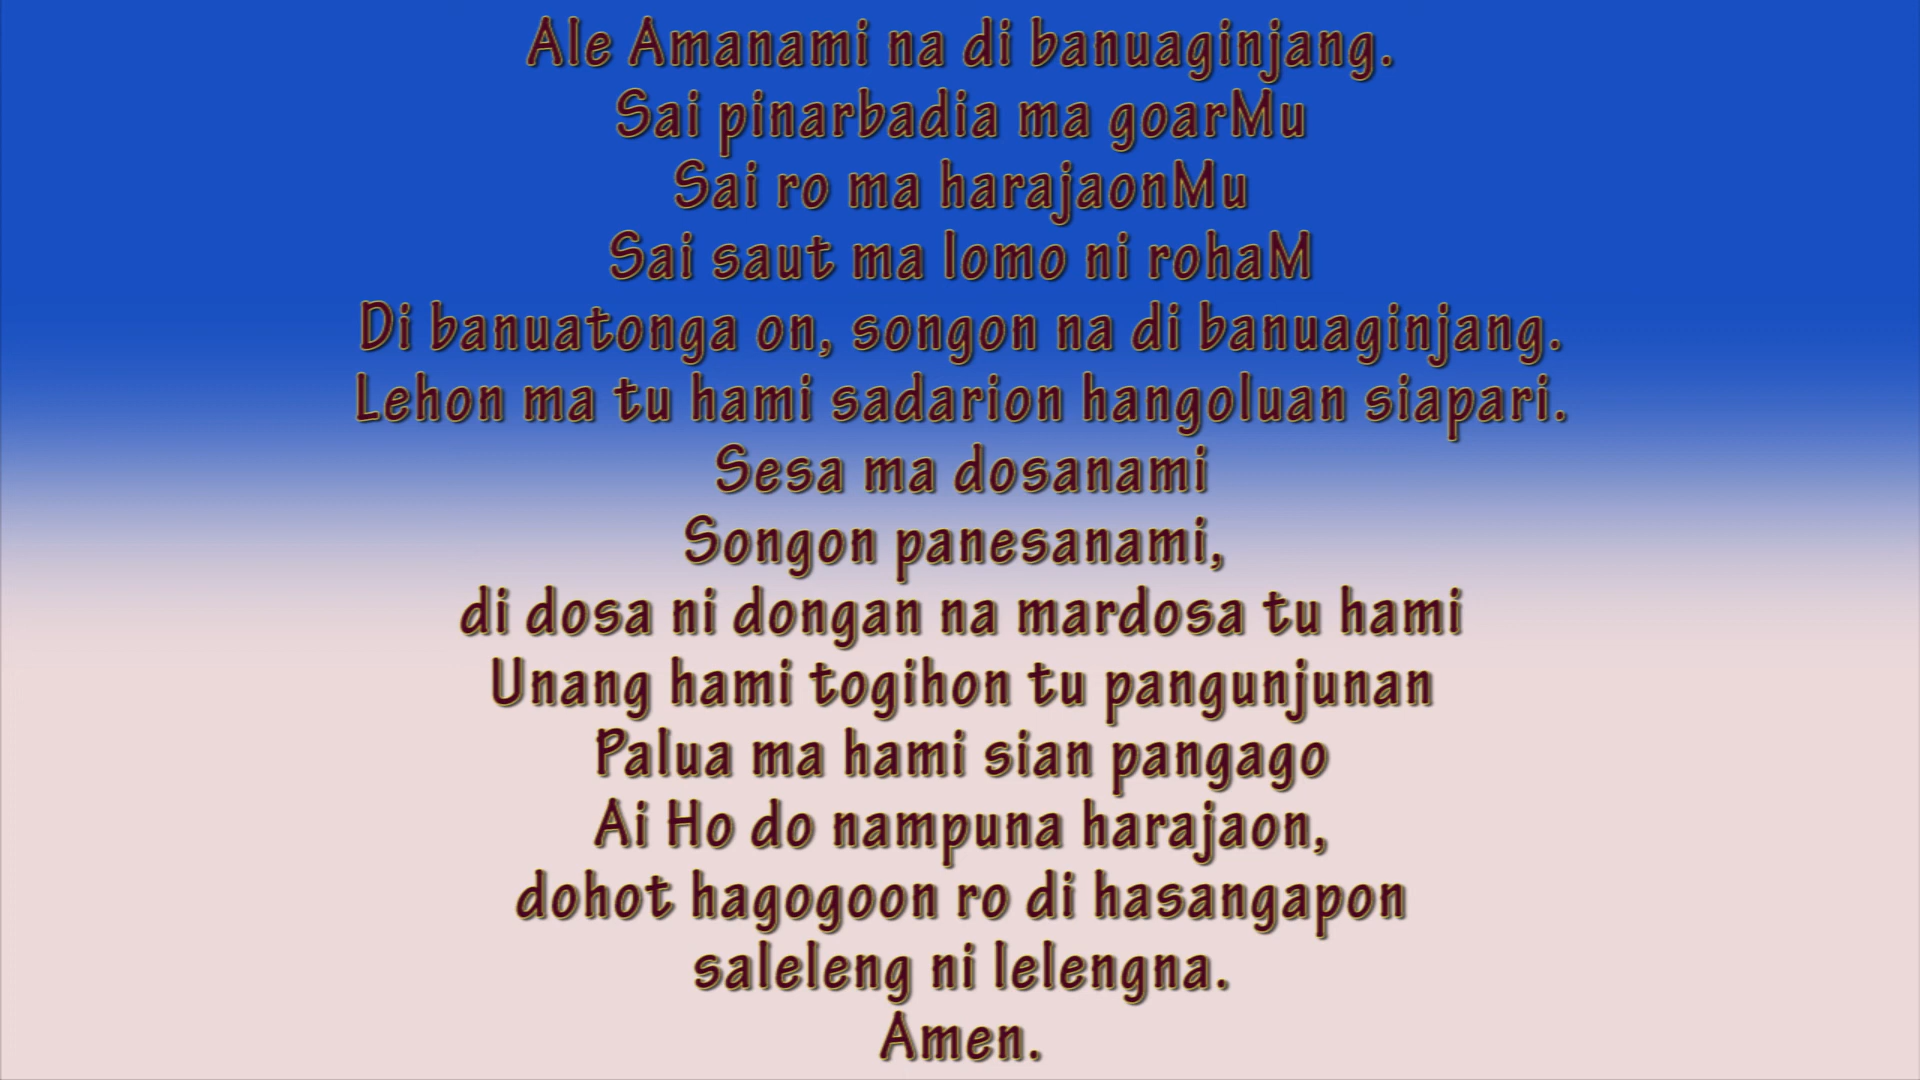 Ale Amanami na di banuaginjang.
Sai pinarbadia ma goarMu
Sai ro ma harajaonMu
Sai saut ma lomo ni rohaM
Di banuatonga on, songon na di banuaginjang.
Lehon ma tu hami sadarion hangoluan siapari.
Sesa ma dosanami
Songon panesanami,
di dosa ni dongan na mardosa tu hami
Unang hami togihon tu pangunjunan
Palua ma hami sian pangago
Ai Ho do nampuna harajaon,
dohot hagogoon ro di hasangapon
saleleng ni lelengna.
Amen.